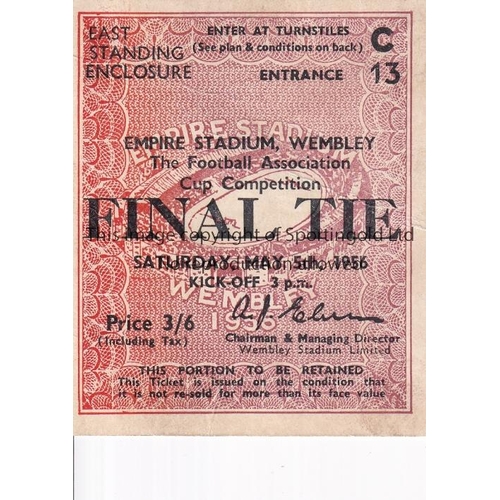 EAST
STANDING
ENCLOSURE
ENTER AT TURNSTILES
(See plan & conditions on back)
ENTRANCE
C
13
EMPIRE STADIUM, WEMBLEY
The Football Association
Cup Competition
FINAL TIE
This image copyright of Sportingold Ltd
No reproduction allowed
SATURDAY, MAY 5th, 1956
KICK-OFF 3 p.m.
EMPIRE STADIUM
WEMBLEY
1956
Price 3/6
(Including Tax)
Chairman & Managing Director
Wembley Stadium Limited
THIS PORTION TO BE RETAINED
This Ticket is issued on the condition that
it is not re-sold for more than its face value